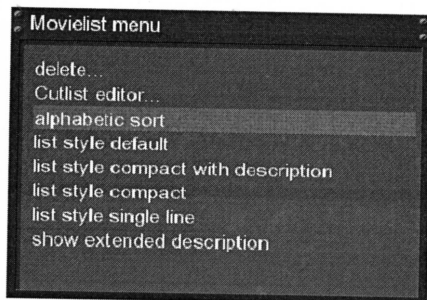 Movielist menu
delete...
Cutlist editor...
alphabetic sort
list style default
list style compact with description
list style compact
list style single line
show extended description